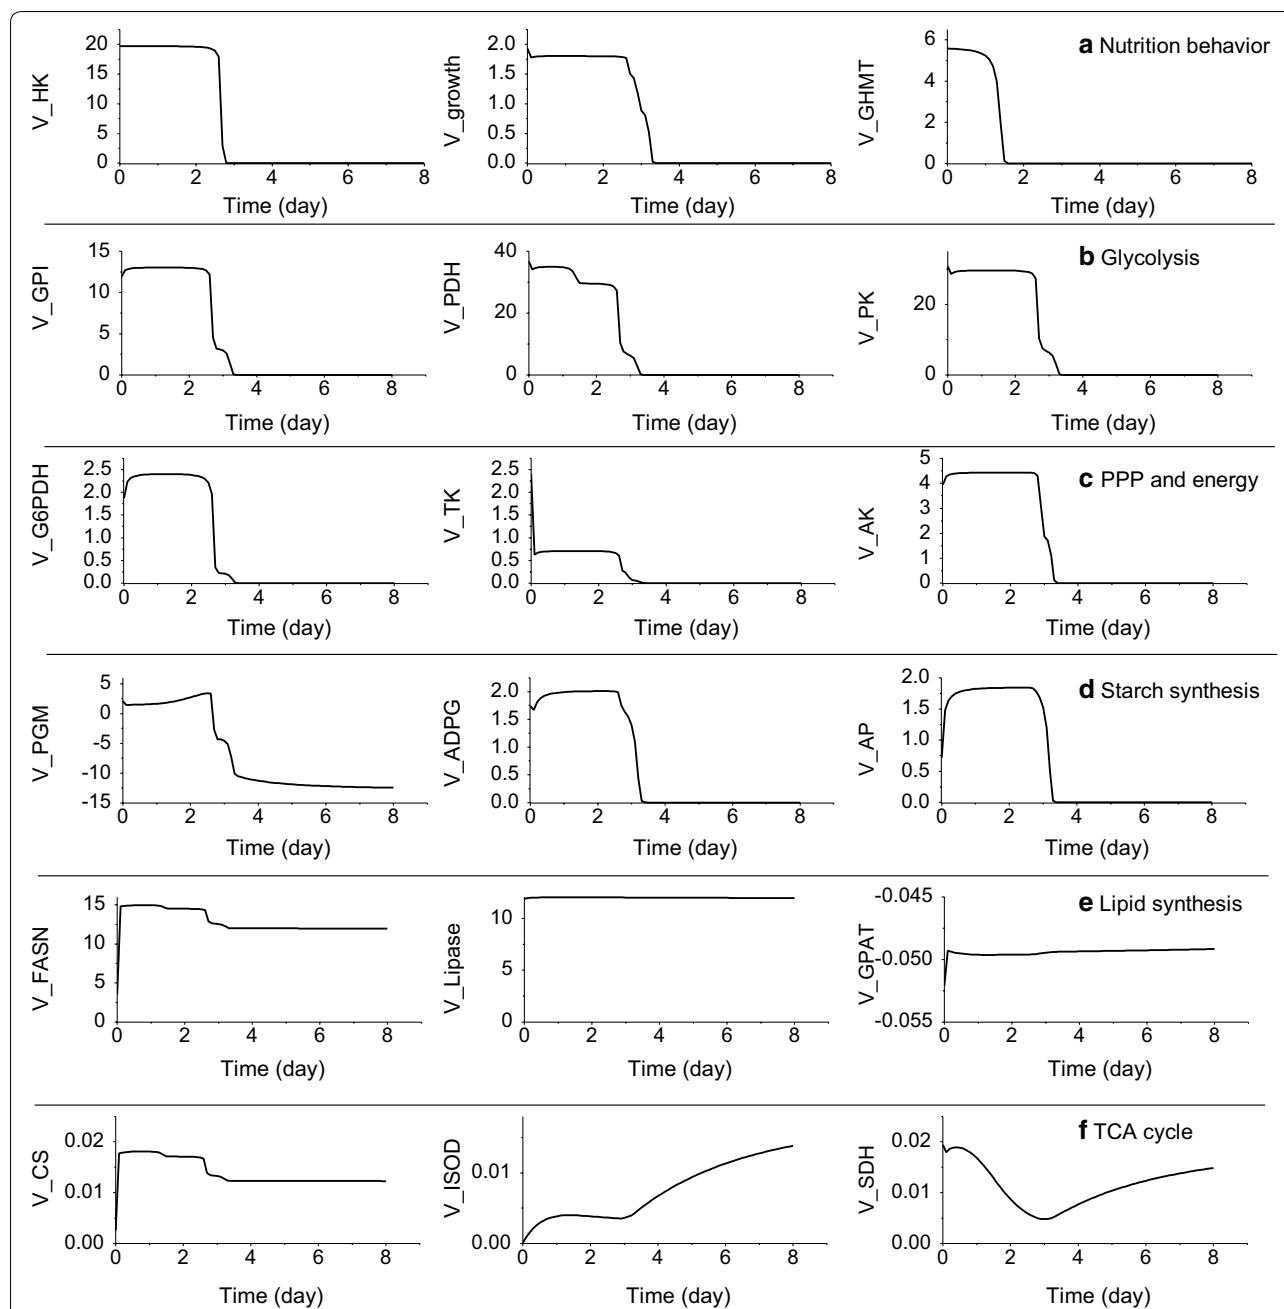 a Nutrition behavior
V_HK
20
15
10
5
0
0 2 4 6 8
Time (day)
V_growth
2.0
1.5
1.0
0.5
0.0
0 2 4 6 8
Time (day)
V_GHMT
6
4
2
0
0 2 4 6 8
Time (day)
b Glycolysis
V_GPI
15
10
5
0
0 2 4 6 8
Time (day)
V_PDH
40
20
0
0 2 4 6 8
Time (day)
V_PK
20
0
0 2 4 6 8
Time (day)
c PPP and energy
V_G6PDH
2.5
2.0
1.5
1.0
0.5
0.0
0 2 4 6 8
Time (day)
V_TK
2.5
2.0
1.5
1.0
0.5
0.0
0 2 4 6 8
Time (day)
V_AK
5
4
3
2
1
0
0 2 4 6 8
Time (day)
d Starch synthesis
V_PGM
5
0
-5
-10
-15
0 2 4 6 8
Time (day)
V_ADPG
2.0
1.5
1.0
0.5
0.0
0 2 4 6 8
Time (day)
V_AP
2.0
1.5
1.0
0.5
0.0
0 2 4 6 8
Time (day)
e Lipid synthesis
V_FASN
15
10
5
0
0 2 4 6 8
Time (day)
V_Lipase
10
5
0
0 2 4 6 8
Time (day)
V_GPAT
-0.045
-0.050
-0.055
0 2 4 6 8
Time (day)
f TCA cycle
V_CS
0.02
0.01
0.00
0 2 4 6 8
Time (day)
V_ISOD
0.01
0.00
0 2 4 6 8
Time (day)
V_SDH
0.02
0.01
0.00
0 2 4 6 8
Time (day)